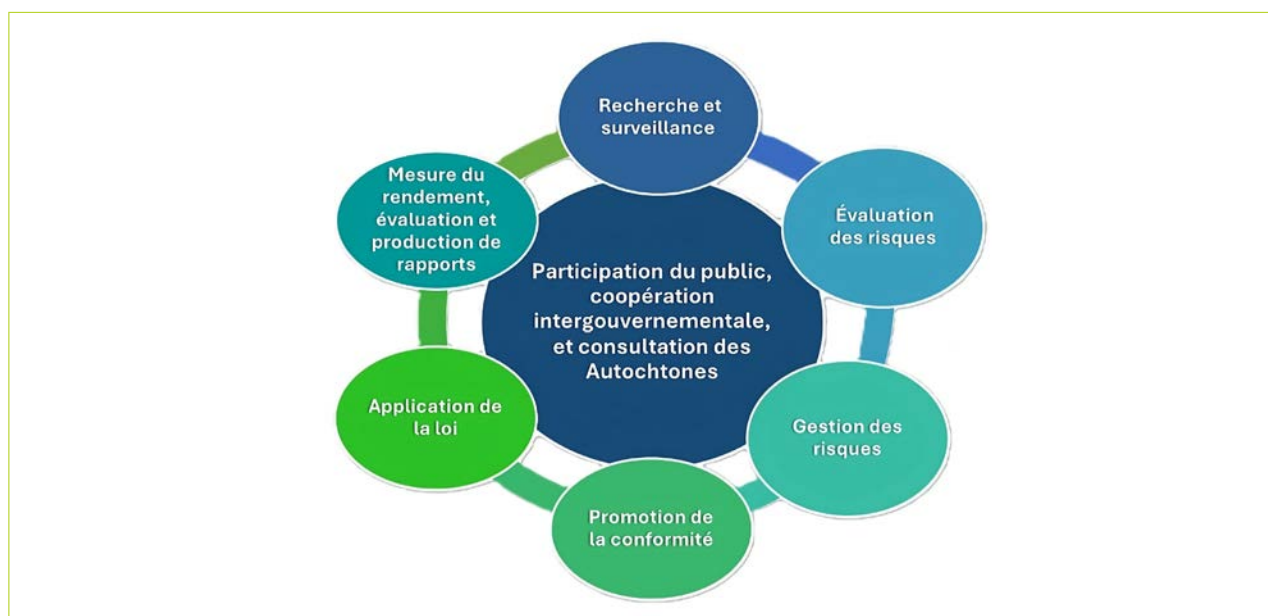 Recherche et
surveillance
Évaluation
des risques
Gestion des
risques
Promotion de
la conformité
Application de
la loi
Mesure du
rendement,
évaluation et
production de
rapports
Participation du public,
coopération
intergouvernementale,
et consultation des
Autochtones